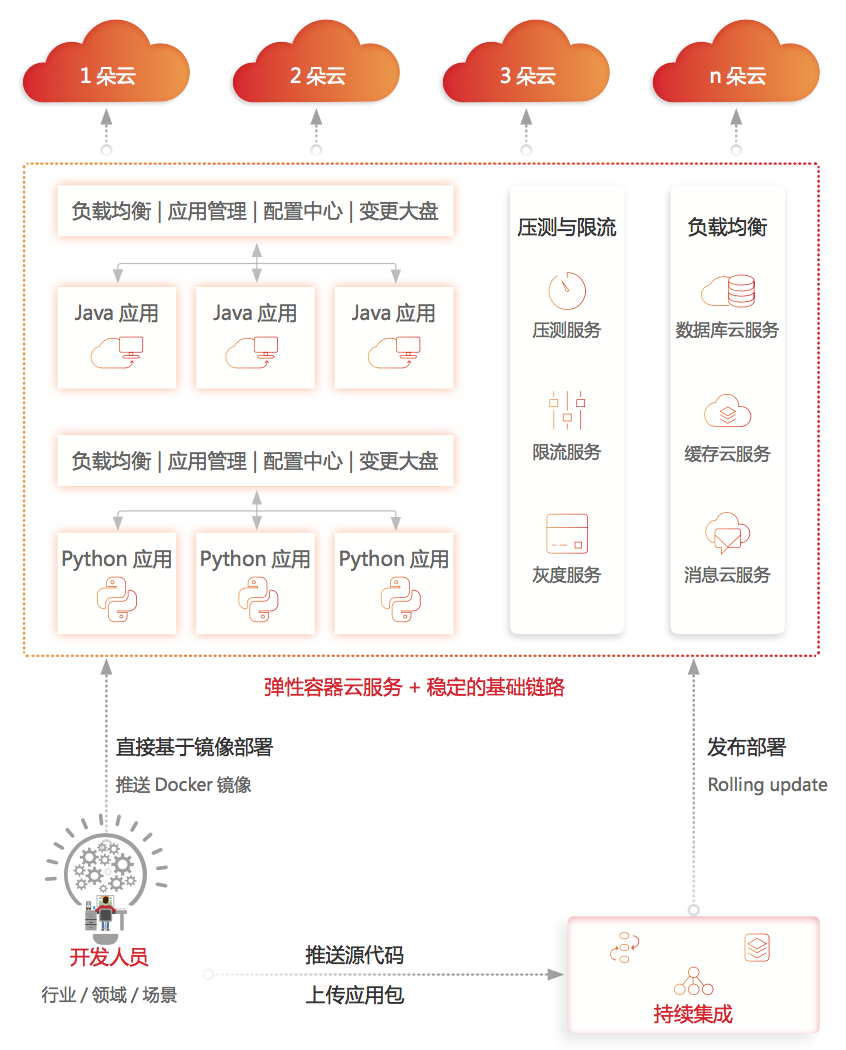 1 朵云
2 朵云
3 朵云
n 朵云
负载均衡 | 应用管理 | 配置中心 | 变更大盘
Java 应用
Java 应用
Java 应用
负载均衡 | 应用管理 | 配置中心 | 变更大盘
Python 应用
Python 应用
Python 应用
压测与限流
压测服务
限流服务
灰度服务
负载均衡
数据库云服务
缓存云服务
消息云服务
弹性容器云服务 + 稳定的基础链路
直接基于镜像部署
推送 Docker 镜像
发布部署
Rolling update
开发人员
行业 / 领域 / 场景
推送源代码
上传应用包
持续集成